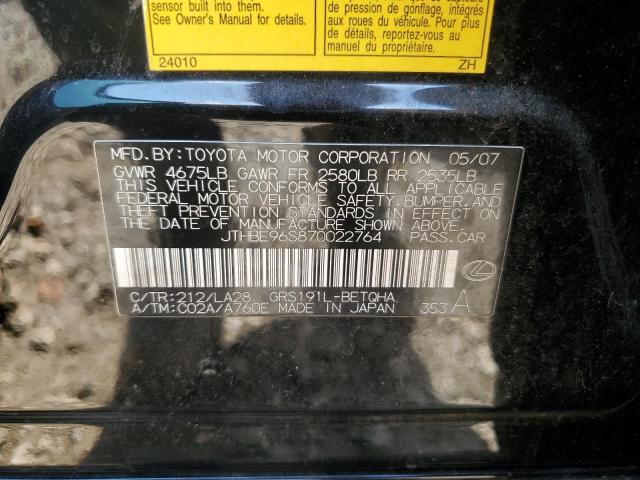 sensor built into them.
See Owner's Manual for details.
24010
de pression de gonflage, intégrés
aux roues du véhicule. Pour plus
de détails, reportez-vous au
manuel du propriétaire.
ZH
MFD.BY:TOYOTA MOTOR CORPORATION 05/07
GVWR 4675LB GAWR FR 2580LB RR 2535LB
THIS VEHICLE CONFORMS TO ALL APPLICABLE
FEDERAL MOTOR VEHICLE SAFETY,BUMPER,AND
THEFT PREVENTION STANDARDS IN EFFECT ON
THE DATE OF MANUFACTURE SHOWN ABOVE.
JTHBE96S870022764 PASS.CAR
C/TR:212/LA28 GRS191L-BETQHA
A/TM:C02A/A760E MADE IN JAPAN 353 A